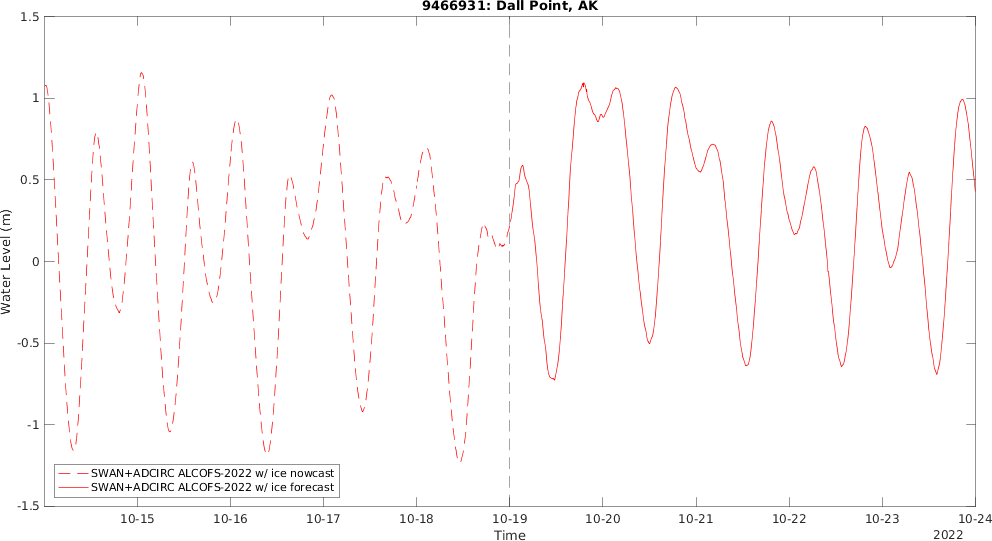 9466931: Dall Point, AK
1.5
1
0.5
0
-0.5
-1
-1.5
Water Level (m)
SWAN+ADCIRC ALCOFS-2022 w/ ice nowcast
SWAN+ADCIRC ALCOFS-2022 w/ ice forecast
10-15 10-16 10-17 10-18 10-19 10-20 10-21 10-22 10-23 10-24
Time
2022